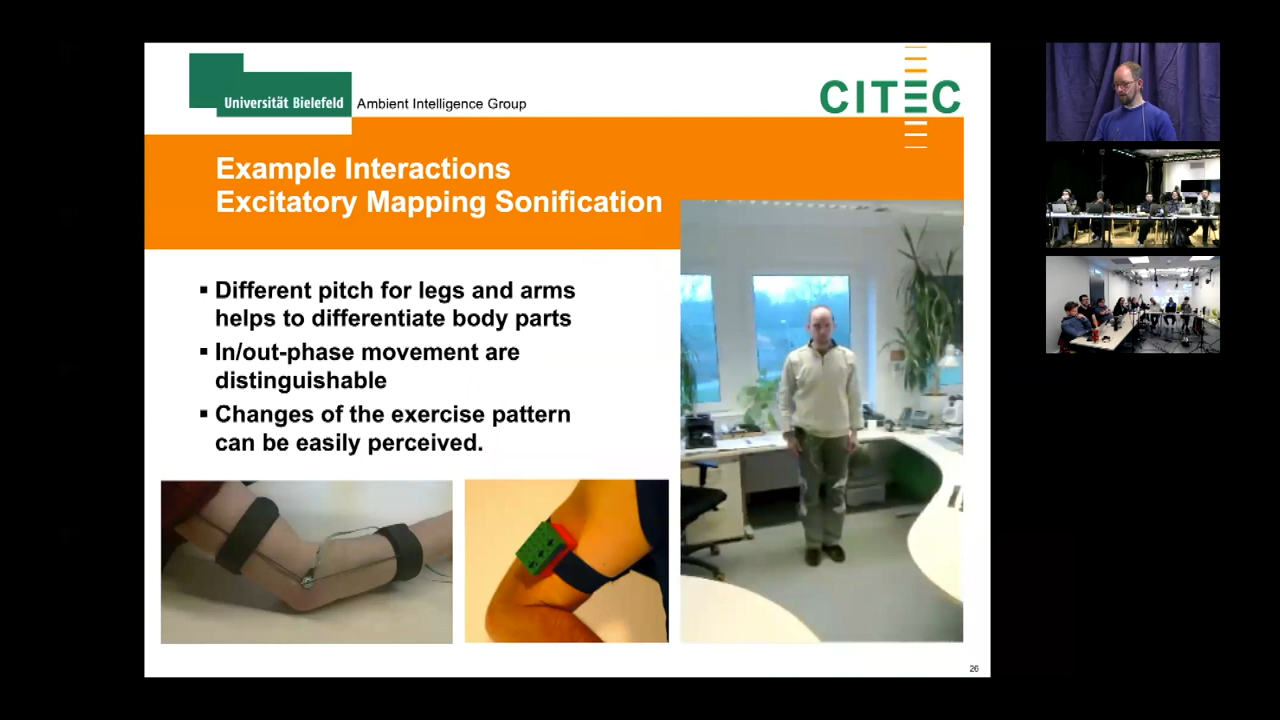 Universität Bielefeld
Ambient Intelligence Group
CITEC
Example Interactions
Excitatory Mapping Sonification
▪ Different pitch for legs and arms
helps to differentiate body parts
▪ In/out-phase movement are
distinguishable
▪ Changes of the exercise pattern
can be easily perceived.
26